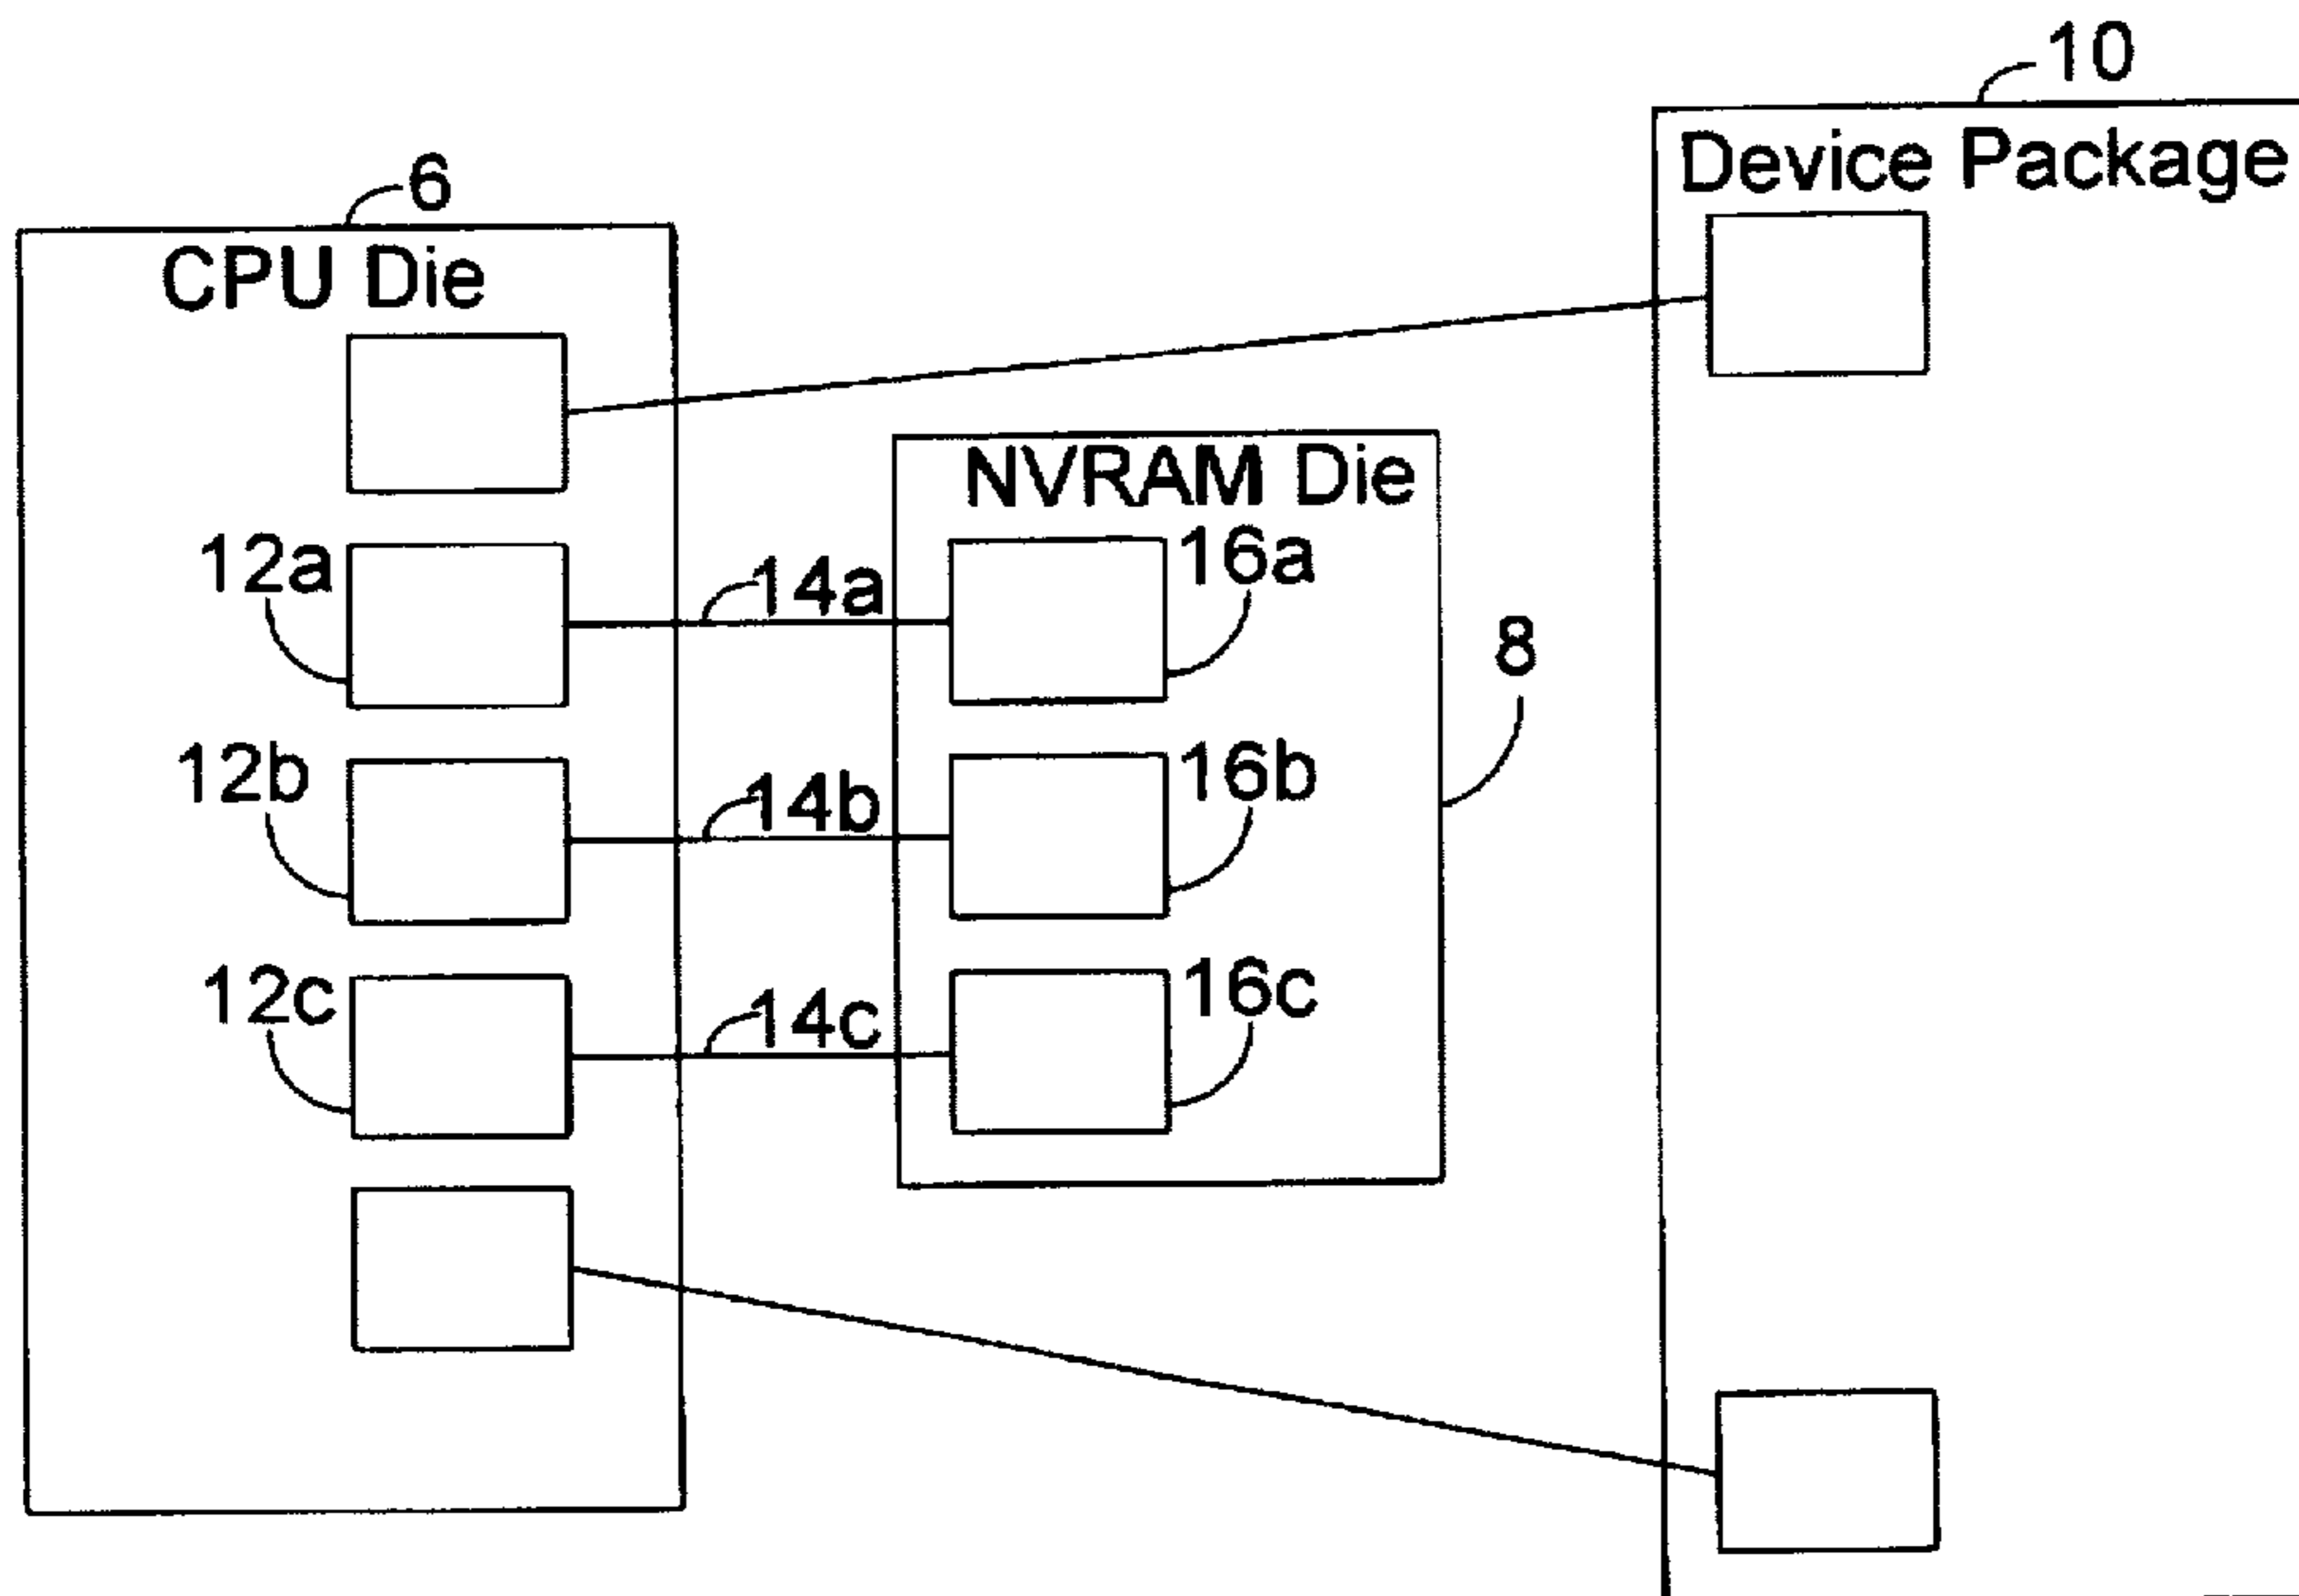 10
Device Package
6
CPU Die
NVRAM Die
12a
14a
16a
8
12b
14b
16b
12c
14c
16c